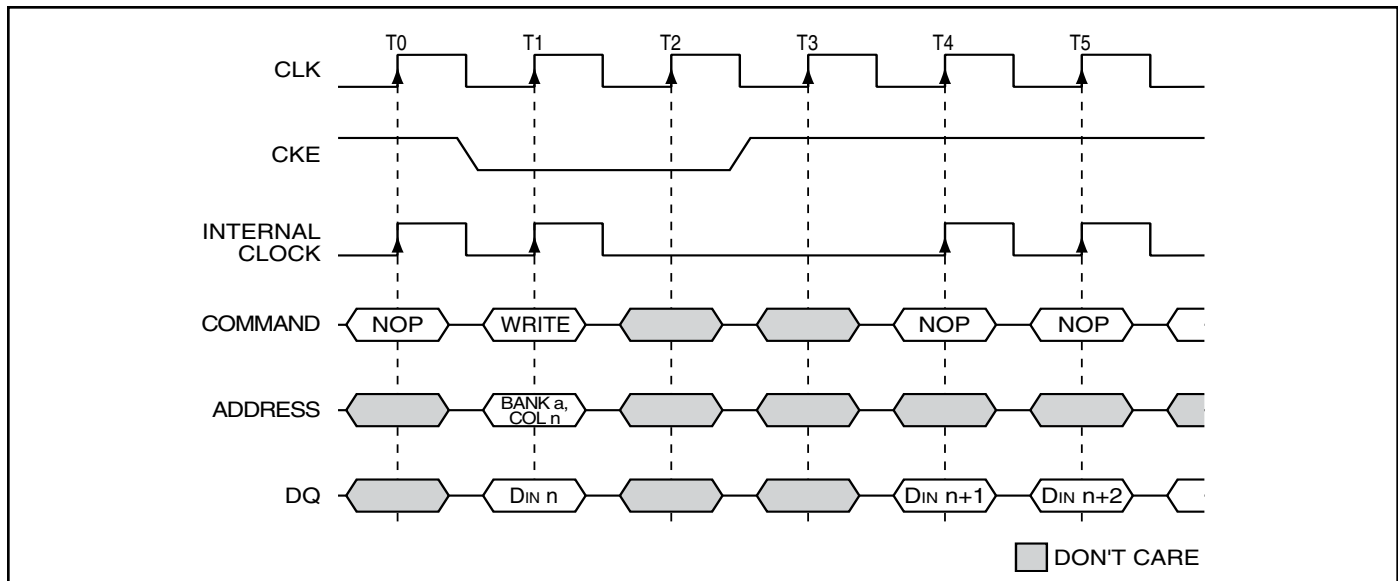 T0 T1 T2 T3 T4 T5
CLK
CKE
INTERNAL
CLOCK
COMMAND NOP WRITE NOP NOP
ADDRESS BANK a,
COL n
DQ DIN n DIN n+1 DIN n+2
DON'T CARE